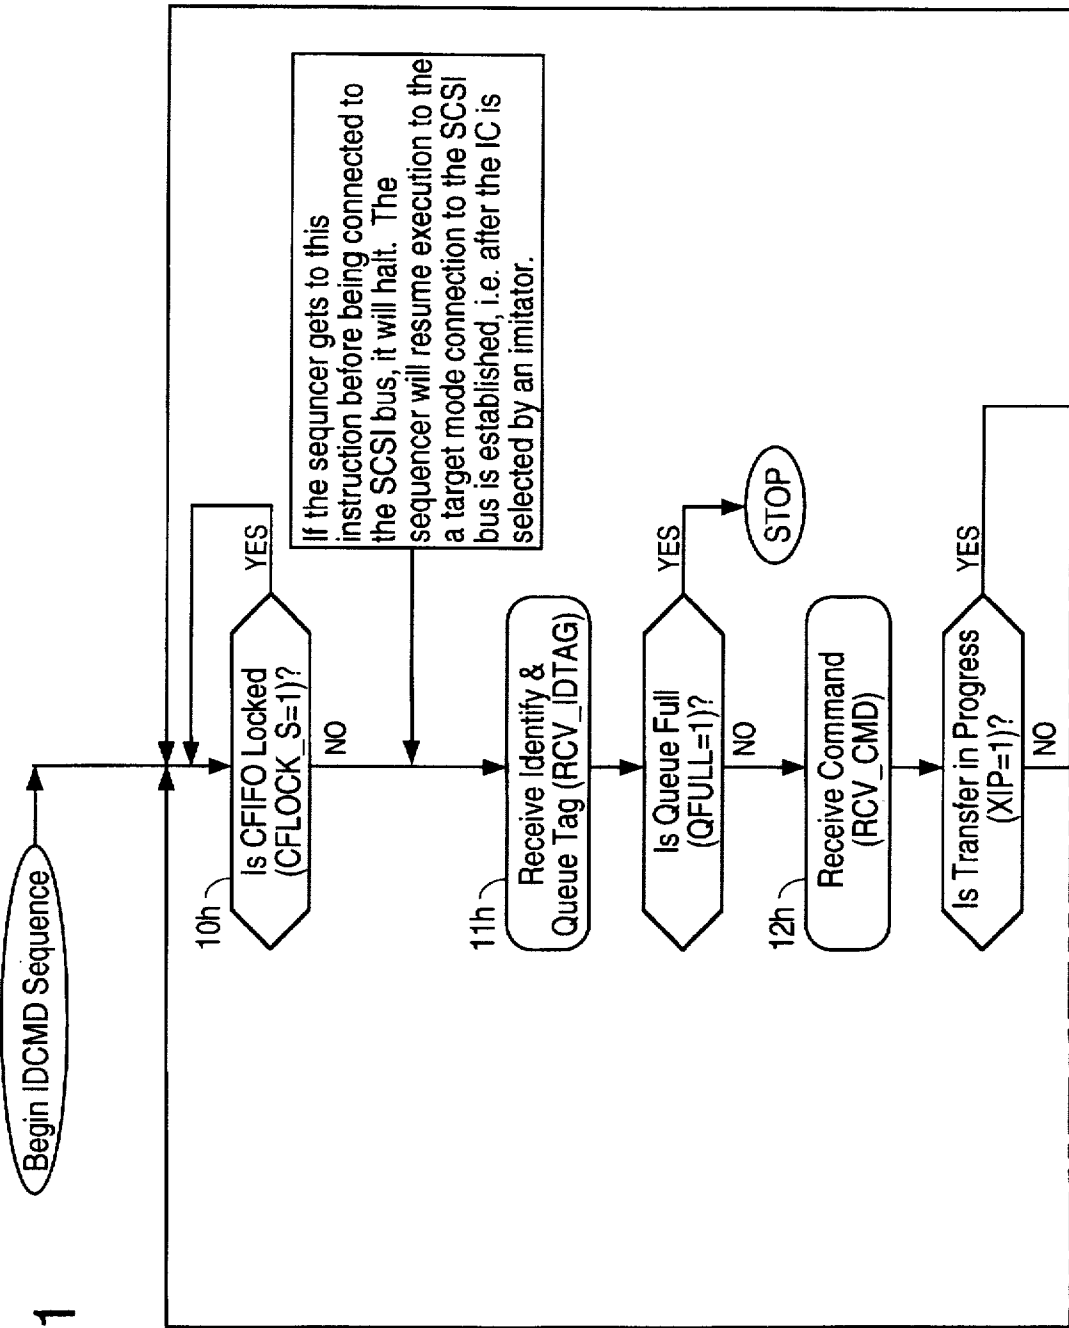 1
Begin IDCMD Sequence
10h
Is CFIFO Locked
(CFLOCK_S=1)?
YES
NO
If the sequncer gets to this
instruction before being connected to
the SCSI bus, it will halt. The
sequencer will resume execution to the
a target mode connection to the SCSI
bus is established, i.e. after the IC is
selected by an imitator.
11h
Receive Identify &
Queue Tag (RCV_IDTAG)
Is Queue Full
(QFULL=1)?
YES
STOP
NO
12h
Receive Command
(RCV_CMD)
Is Transfer in Progress
(XIP=1)?
YES
NO